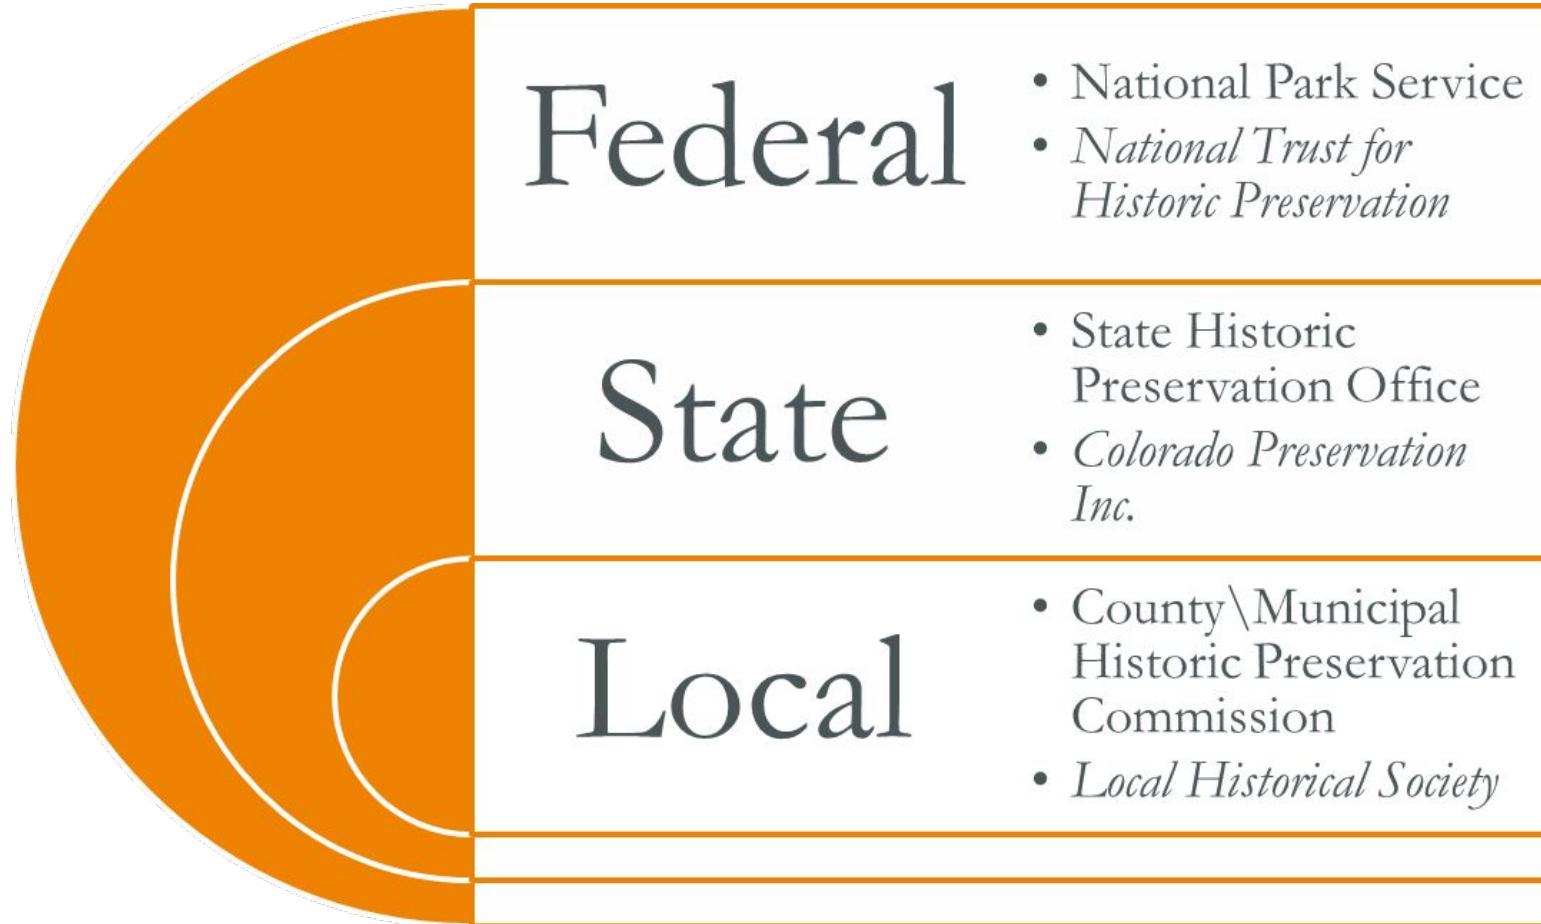 Federal
• National Park Service
• National Trust for
Historic Preservation
State
• State Historic
Preservation Office
• Colorado Preservation
Inc.
Local
• County\Municipal
Historic Preservation
Commission
• Local Historical Society